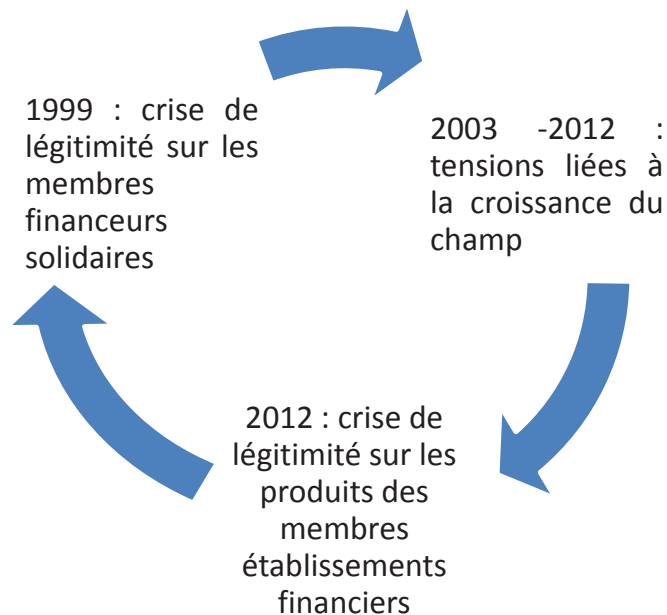 1999 : crise de
légitimité sur les
membres
financeurs
solidaires
2003 -2012 :
tensions liées à
la croissance du
champ
2012 : crise de
légitimité sur les
produits des
membres
établissements
financiers